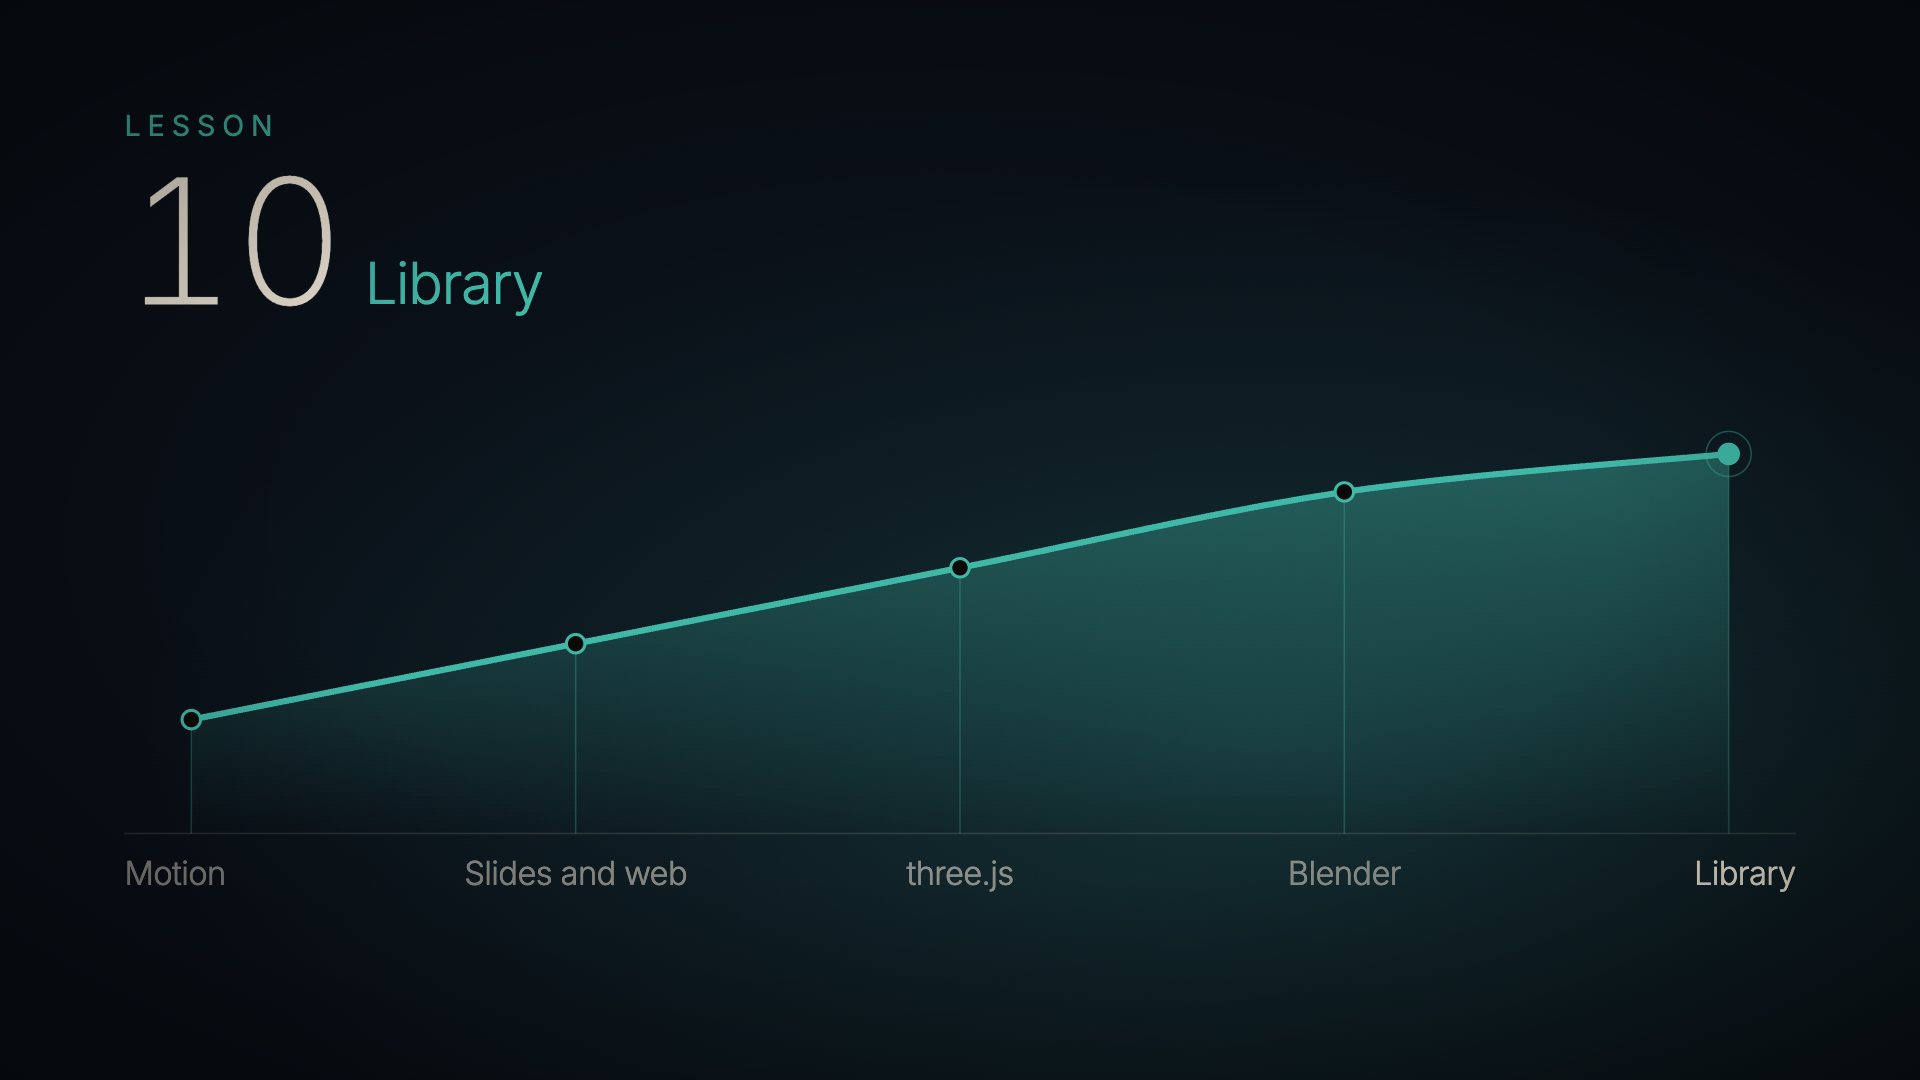 LESSON
10 Library
Motion
Slides and web
three.js
Blender
Library